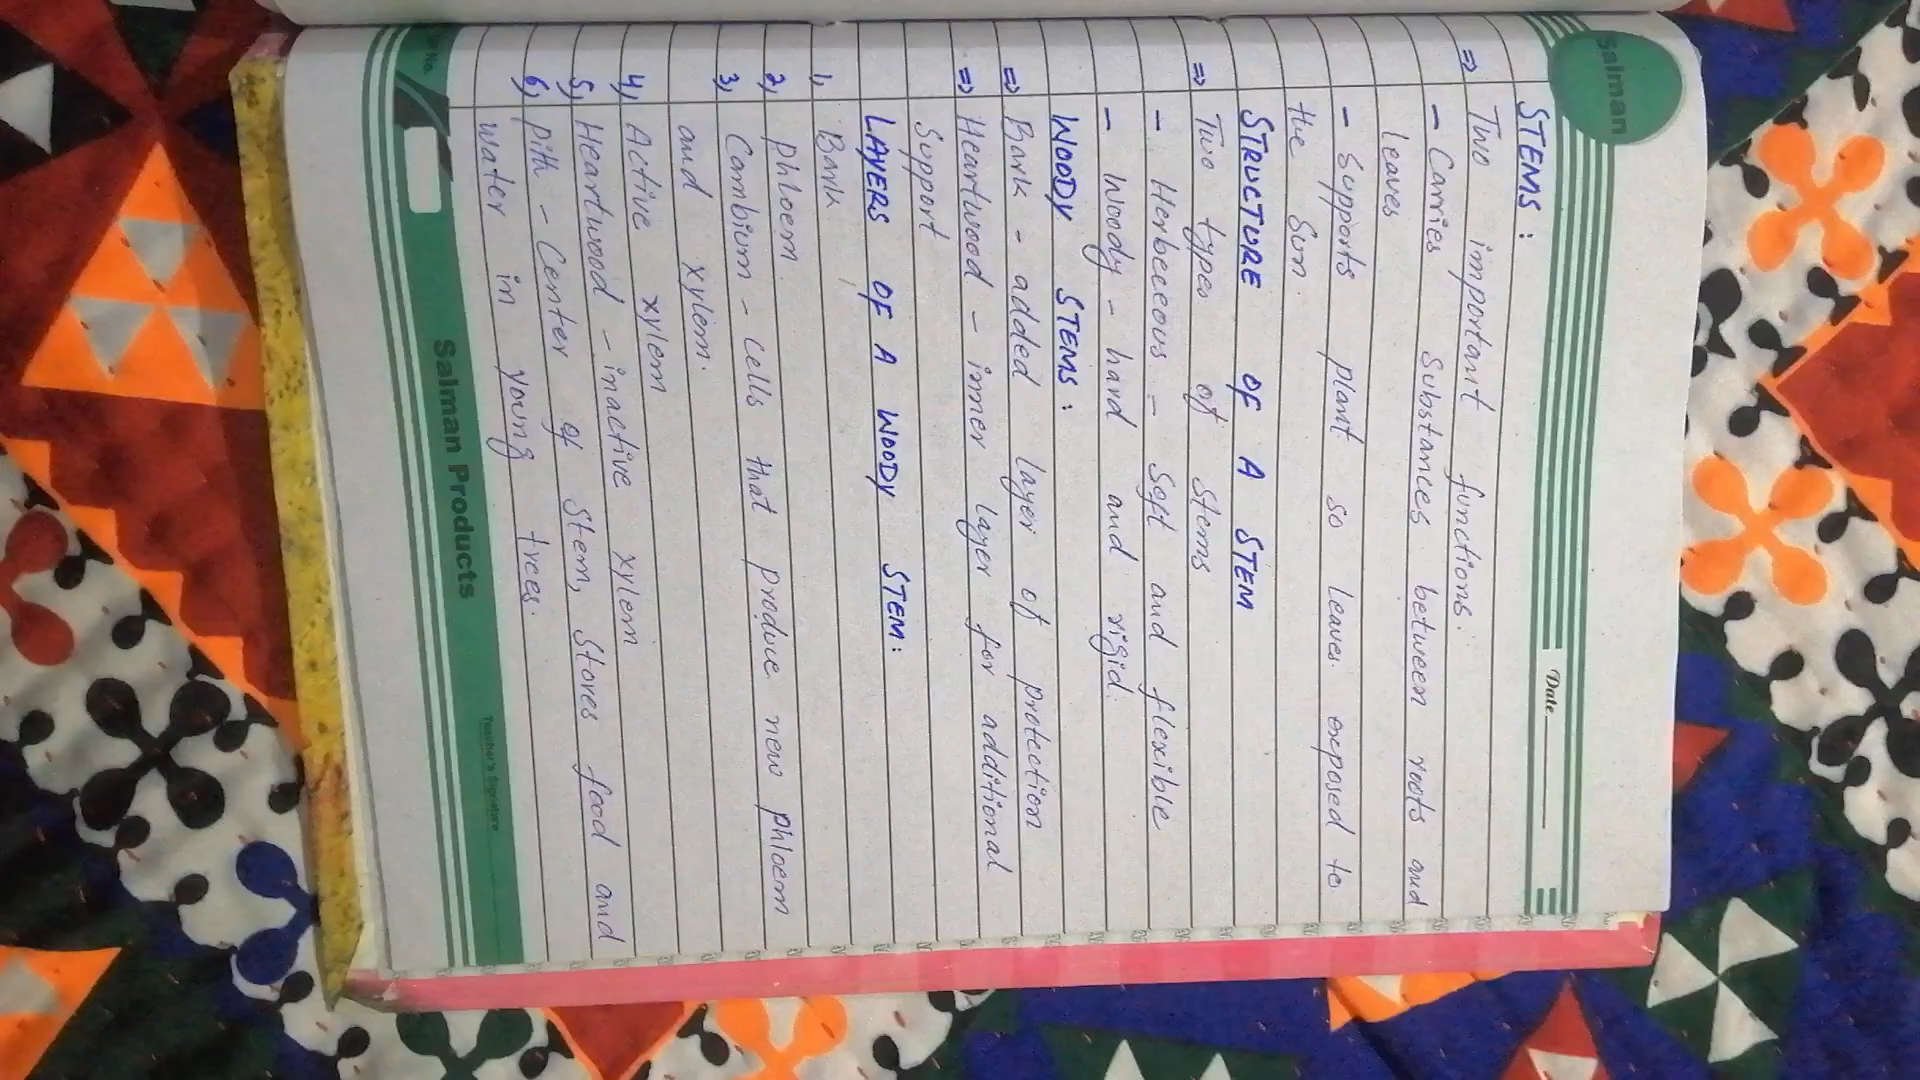 Salman
Date
STEMS :
=> Two important functions.
- Carries Substances between roots and
leaves
- Supports plant so leaves exposed to
the Sun.
STRUCTURE OF A STEM
=> Two types of Stems
- Herbeceous - Soft and flexible
- Woody - hard and rigid.
WOODY STEMS :
=> Bark - added layer of protection
=> Heartwood - inner layer for additional
Support
LAYERS OF A WOODY STEM :
1, Bark
2, phloem
3, Cambium - cells that produce new phloem
and xylem.
4, Active xylem
5, Heartwood - inactive xylem
6, pith - Center of Stem, Stores food and
water in young trees.
No.
Salman Products
Teacher's Signature